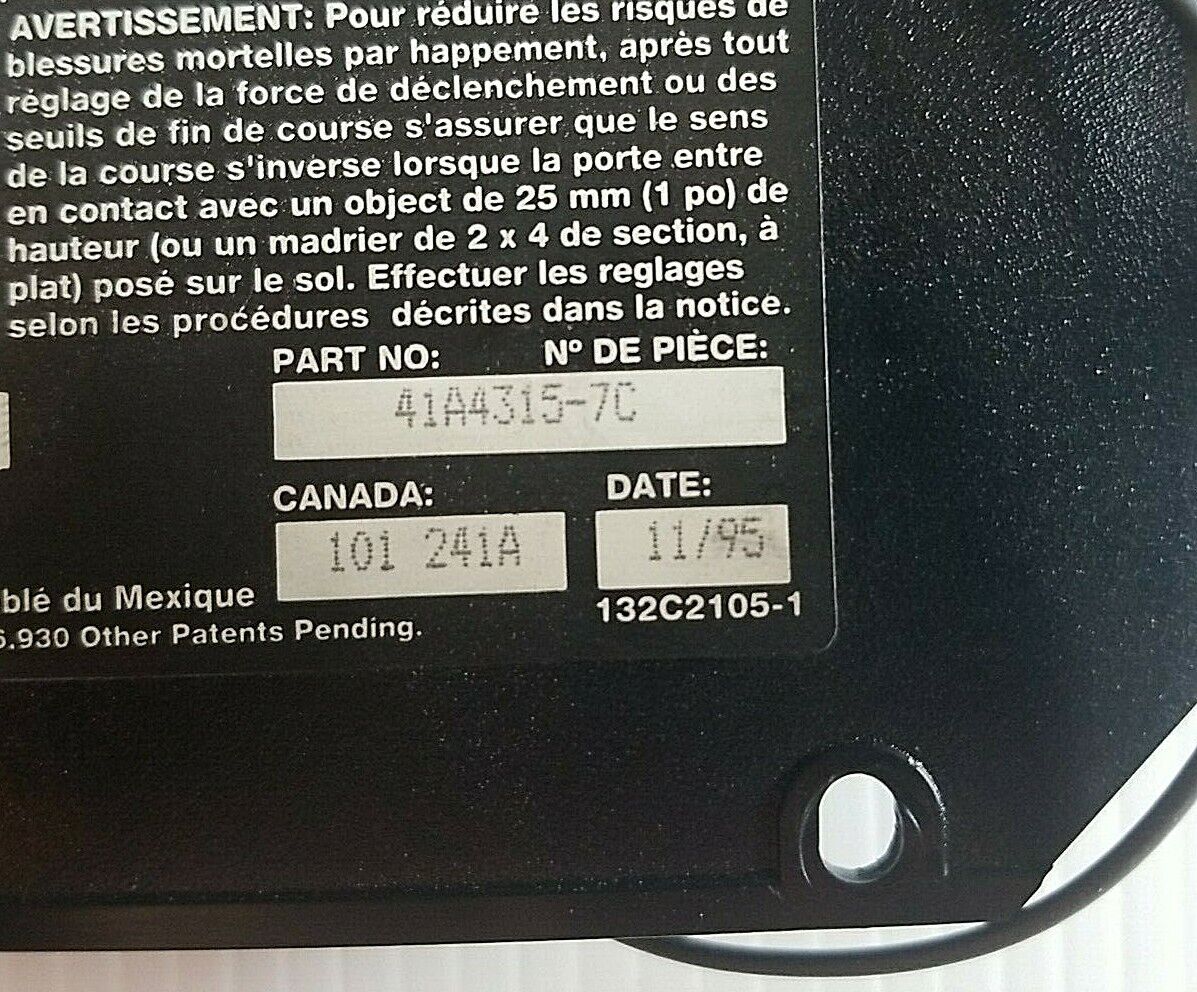 AVERTISSEMENT: Pour réduire les risques de
blessures mortelles par happement, après tout
réglage de la force de déclenchement ou des
seuils de fin de course s'assurer que le sens
de la course s'inverse lorsque la porte entre
en contact avec un object de 25 mm (1 po) de
hauteur (ou un madrier de 2 x 4 de section, à
plat) posé sur le sol. Effectuer les reglages
selon les procédures décrites dans la notice.
PART NO: Nº DE PIÈCE:
41A4315-7C
CANADA: DATE:
101 241A 11/95
blé du Mexique
132C2105-1
.930 Other Patents Pending.